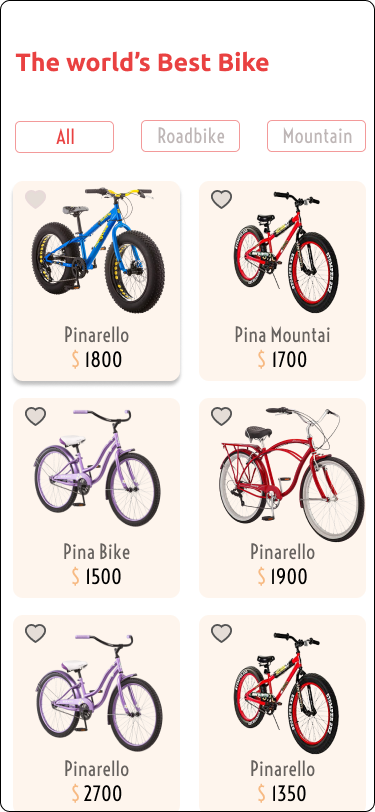 The world's Best Bike
All Roadbike Mountain
Pinarello
$ 1800
Pina Mountai
$ 1700
Pina Bike
$ 1500
Pinarello
$ 1900
Pinarello
$ 2700
Pinarello
$ 1350